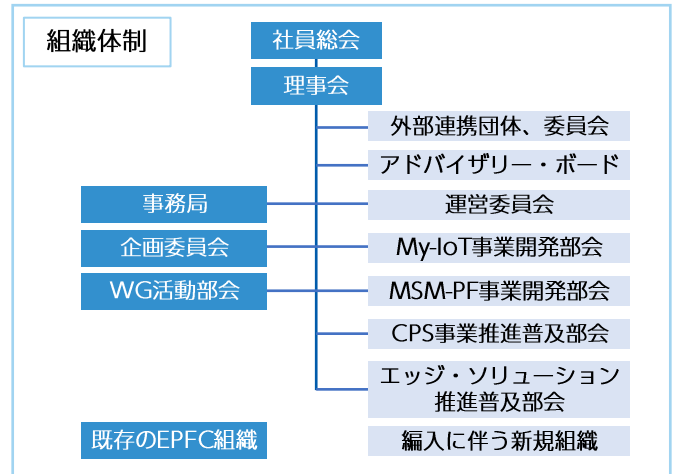 組織体制
社員総会
理事会
外部連携団体、委員会
アドバイザリー・ボード
事務局
運営委員会
企画委員会
My-IoT事業開発部会
WG活動部会
MSM-PF事業開発部会
CPS事業推進普及部会
エッジ・ソリューション
推進普及部会
既存のEPFC組織
編入に伴う新規組織